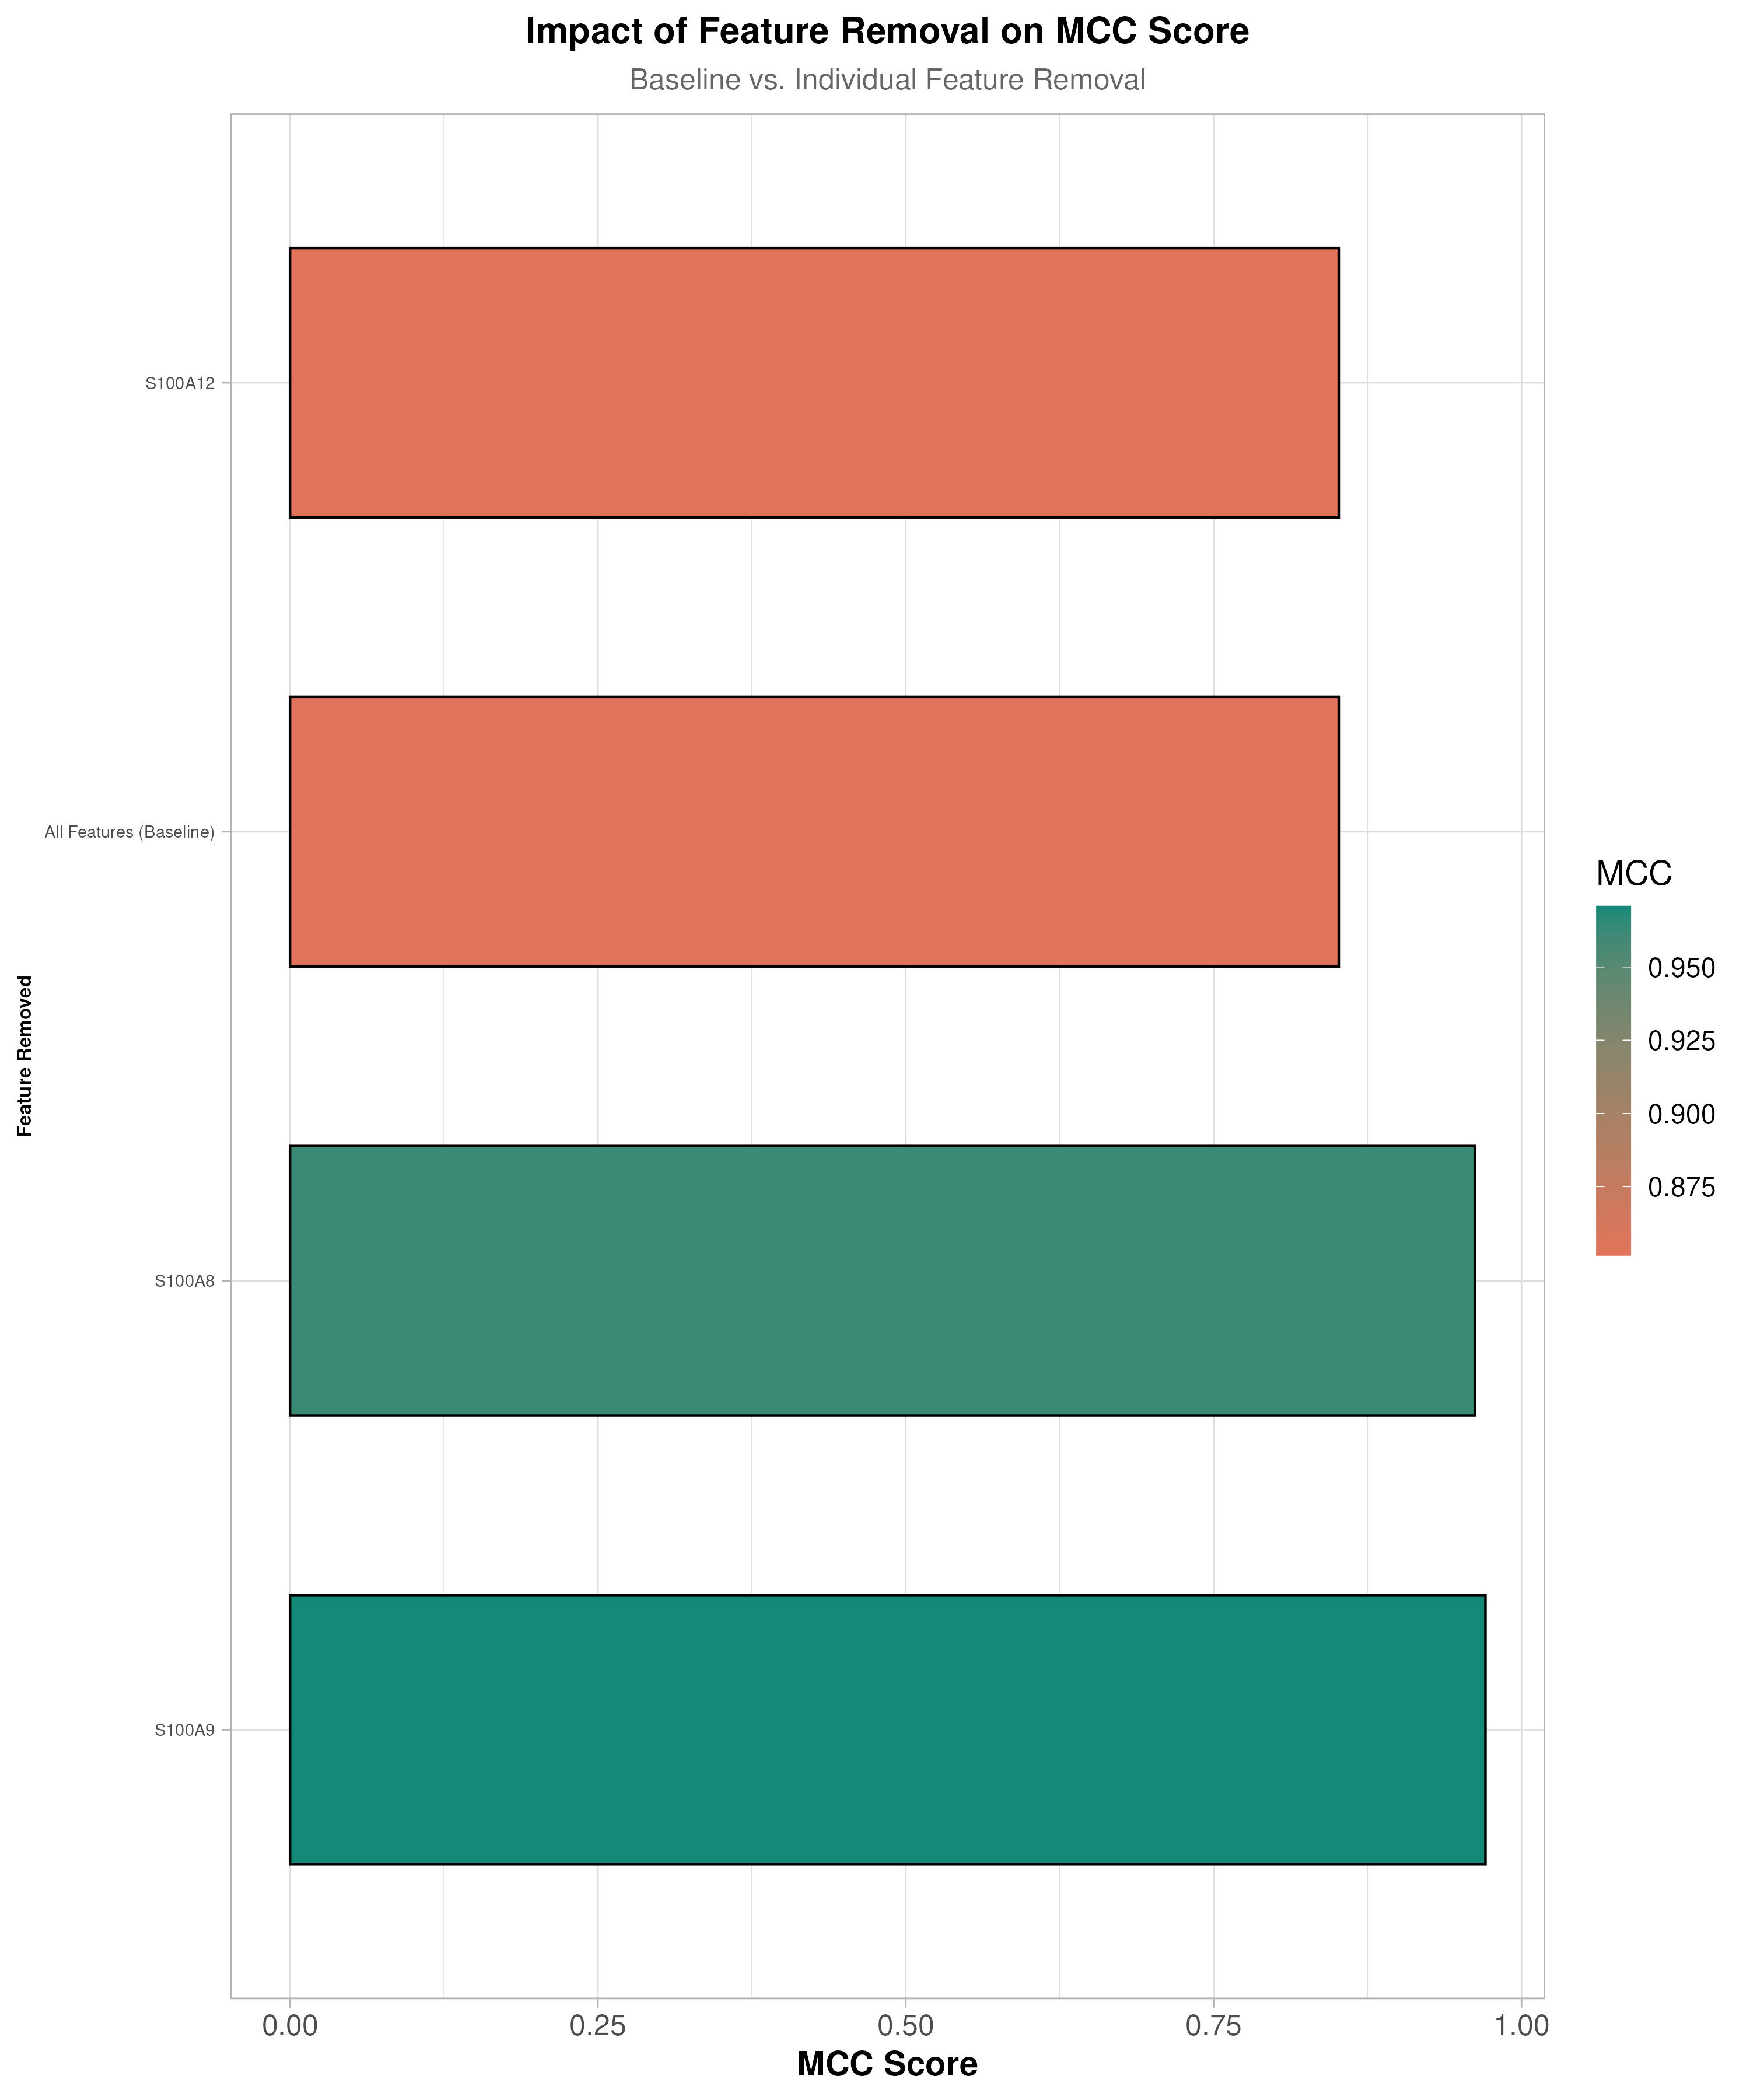 Impact of Feature Removal on MCC Score
Baseline vs. Individual Feature Removal
Feature Removed
S100A12
All Features (Baseline)
S100A8
S100A9
0.00
0.25
0.50
0.75
1.00
MCC Score
MCC
0.950
0.925
0.900
0.875